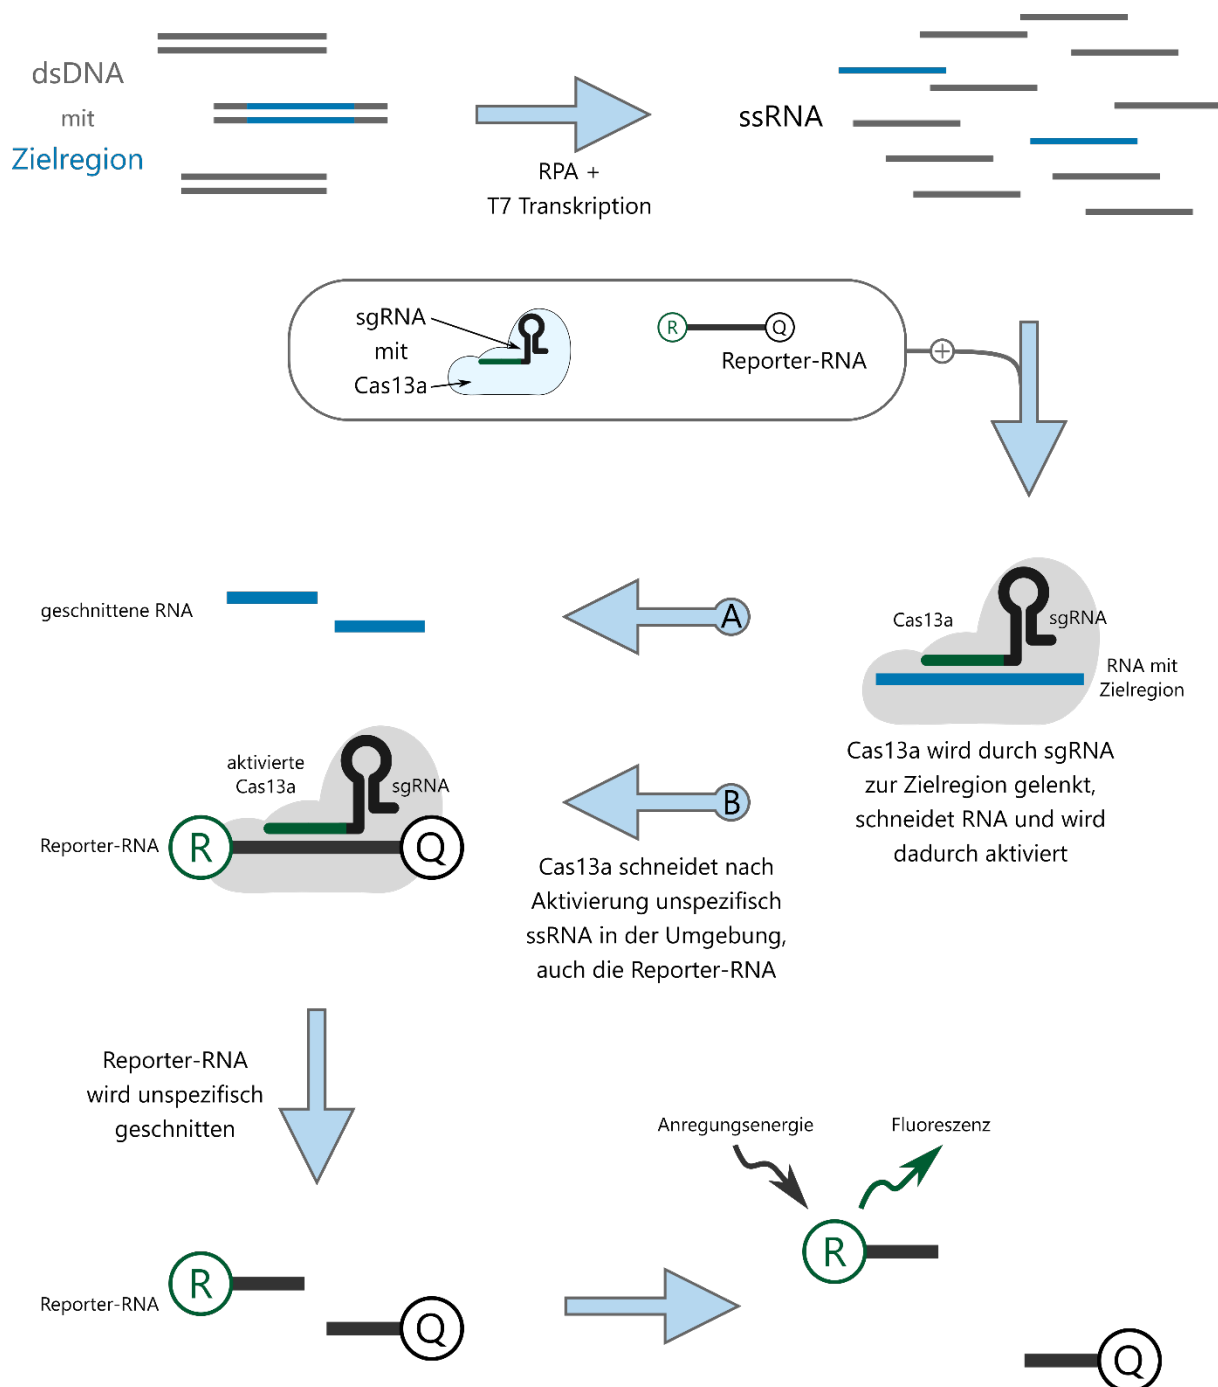 dsDNA
mit
Zielregion
RPA +
T7 Transkription
ssRNA
sgRNA
mit
Cas13a
R
Q
Reporter-RNA
+
geschnittene RNA
A
Cas13a
sgRNA
RNA mit
Zielregion
Cas13a wird durch sgRNA
zur Zielregion gelenkt,
schneidet RNA und wird
dadurch aktiviert
B
Cas13a schneidet nach
Aktivierung unspezifisch
ssRNA in der Umgebung,
auch die Reporter-RNA
aktivierte
Cas13a
sgRNA
Reporter-RNA
R
Q
Reporter-RNA
wird unspezifisch
geschnitten
Reporter-RNA
R
Q
Anregungsenergie
Fluoreszenz
R
Q